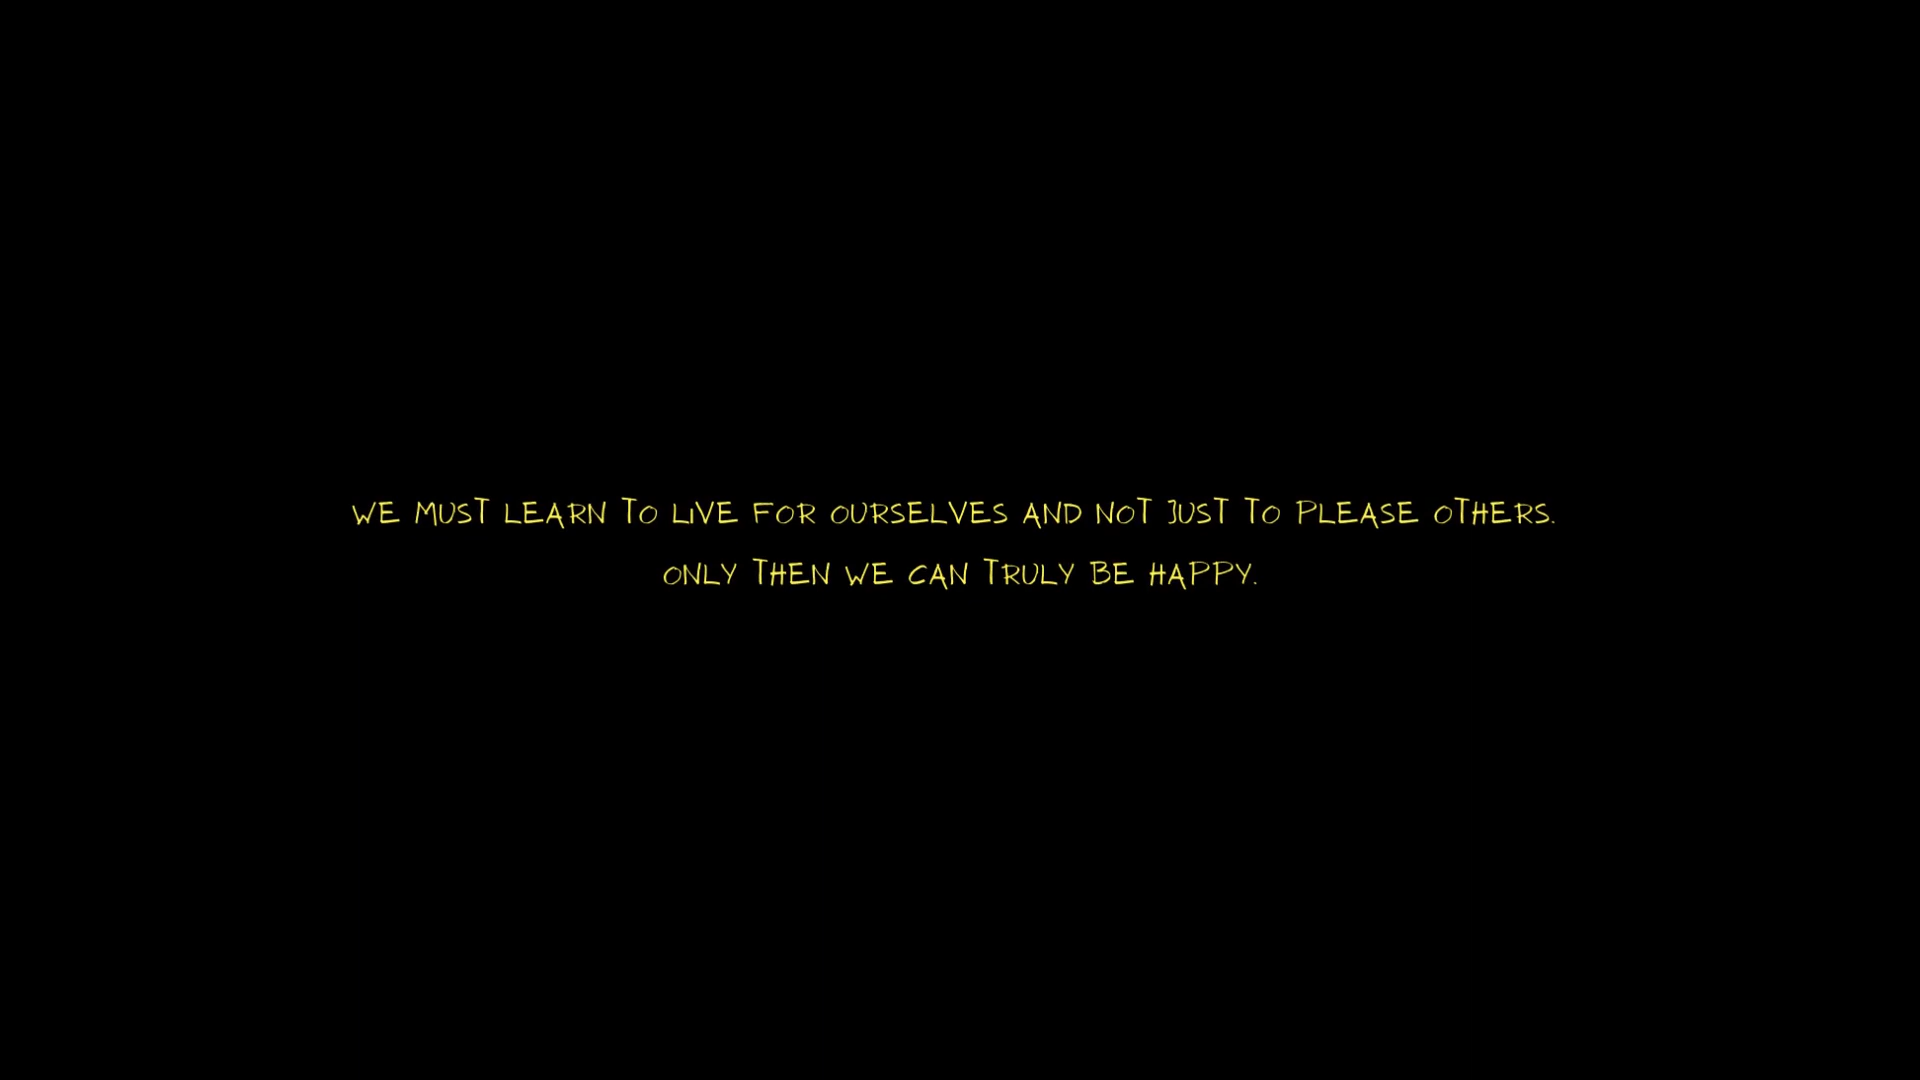 WE MUST LEARN TO LiVE FOR OURSELVES AND NOT JUST TO PLEASE OTHERS.
ONLY THEN WE CAN TRULY BE HAPPY.